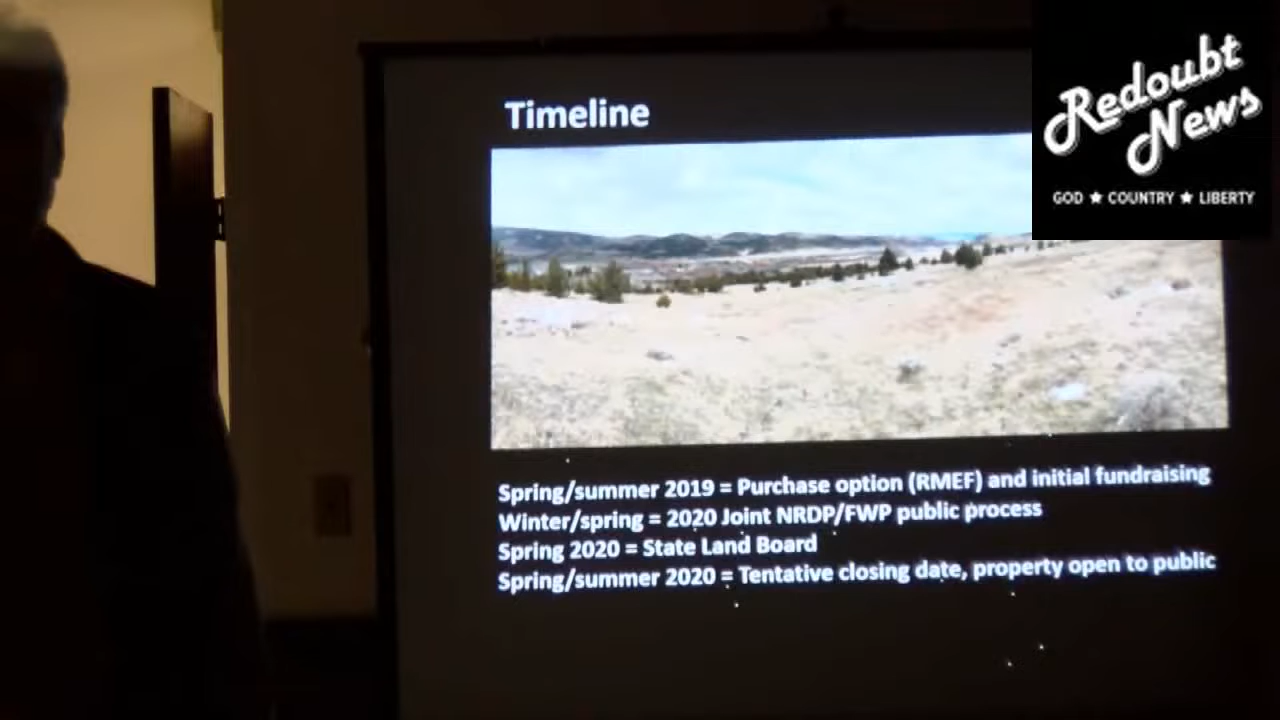 Timeline
Redoubt
News
GOD ★ COUNTRY ★ LIBERTY
Spring/summer 2019 = Purchase option (RMEF) and initial fundraising
Winter/spring = 2020 Joint NRDP/FWP public process
Spring 2020 = State Land Board
Spring/summer 2020 = Tentative closing date, property open to public